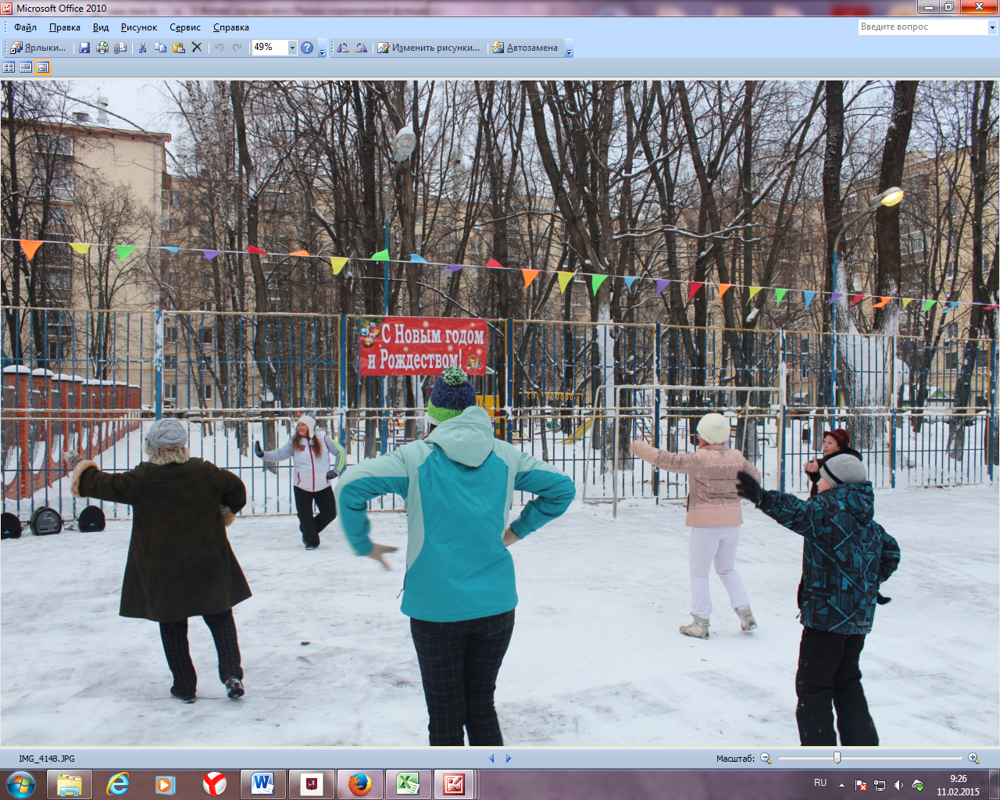 Microsoft Office 2010
Файл Правка Вид Рисунок Сервис Справка
Введите вопрос
Ярлыки...
49%
Изменить рисунки...
Автозамена
С Новым годом
и Рождеством!
IMG_4148.JPG
Масштаб:
RU
9:26
11.02.2015